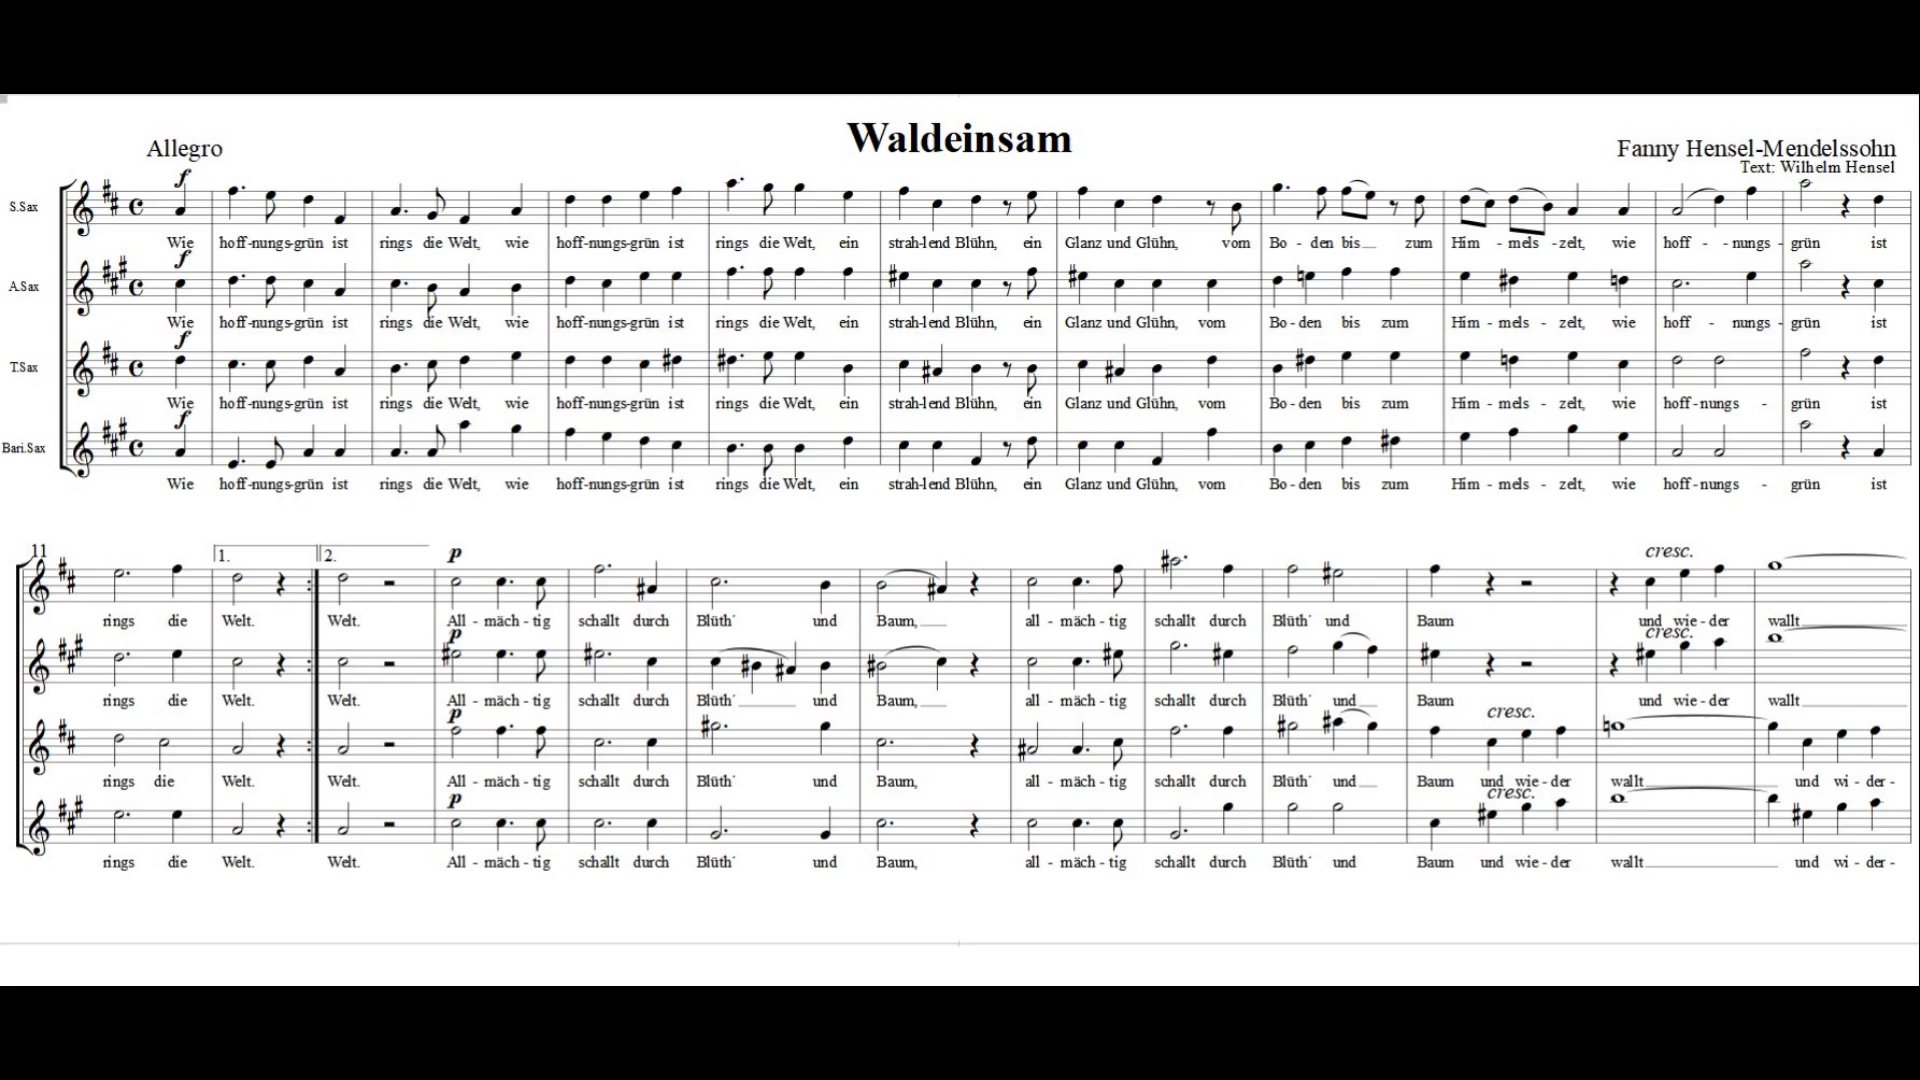 Waldeinsam
Allegro
Fanny Hensel-Mendelssohn
Text: Wilhelm Hensel
f
S.Sax
Wie hoff-nungs-grün ist rings die Welt, wie hoff-nungs-grün ist rings die Welt, ein strah-lend Blühn, ein Glanz und Glühn, vom Bo - den bis zum Him - mels - zelt, wie hoff - - nungs - grün ist
f
A.Sax
Wie hoff-nungs-grün ist rings die Welt, wie hoff-nungs-grün ist rings die Welt, ein strah-lend Blühn, ein Glanz und Glühn, vom Bo - den bis zum Him - mels - zelt, wie hoff - nungs - grün ist
f
T.Sax
Wie hoff-nungs-grün ist rings die Welt, wie hoff-nungs-grün ist rings die Welt, ein strah-lend Blühn, ein Glanz und Glühn, vom Bo - den bis zum Him - mels - zelt, wie hoff - nungs - grün ist
f
Bari.Sax
Wie hoff-nungs-grün ist rings die Welt, wie hoff-nungs-grün ist rings die Welt, ein strah-lend Blühn, ein Glanz und Glühn, vom Bo - den bis zum Him - mels - zelt, wie hoff - nungs - grün ist
11 1. 2. p cresc.
rings die Welt. Welt. All - mäch - tig schallt durch Blüth' und Baum, all - mäch - tig schallt durch Blüth' und Baum und wie - der wallt
p cresc.
rings die Welt. Welt. All - mäch - tig schallt durch Blüth' und Baum, all - mäch - tig schallt durch Blüth' und Baum und wie - der wallt
p cresc.
rings die Welt. Welt. All - mäch - tig schallt durch Blüth' und Baum, all - mäch - tig schallt durch Blüth' und Baum und wie - der wallt und wi - der -
p cresc.
rings die Welt. Welt. All - mäch - tig schallt durch Blüth' und Baum, all - mäch - tig schallt durch Blüth' und Baum und wie - der wallt und wi - der -